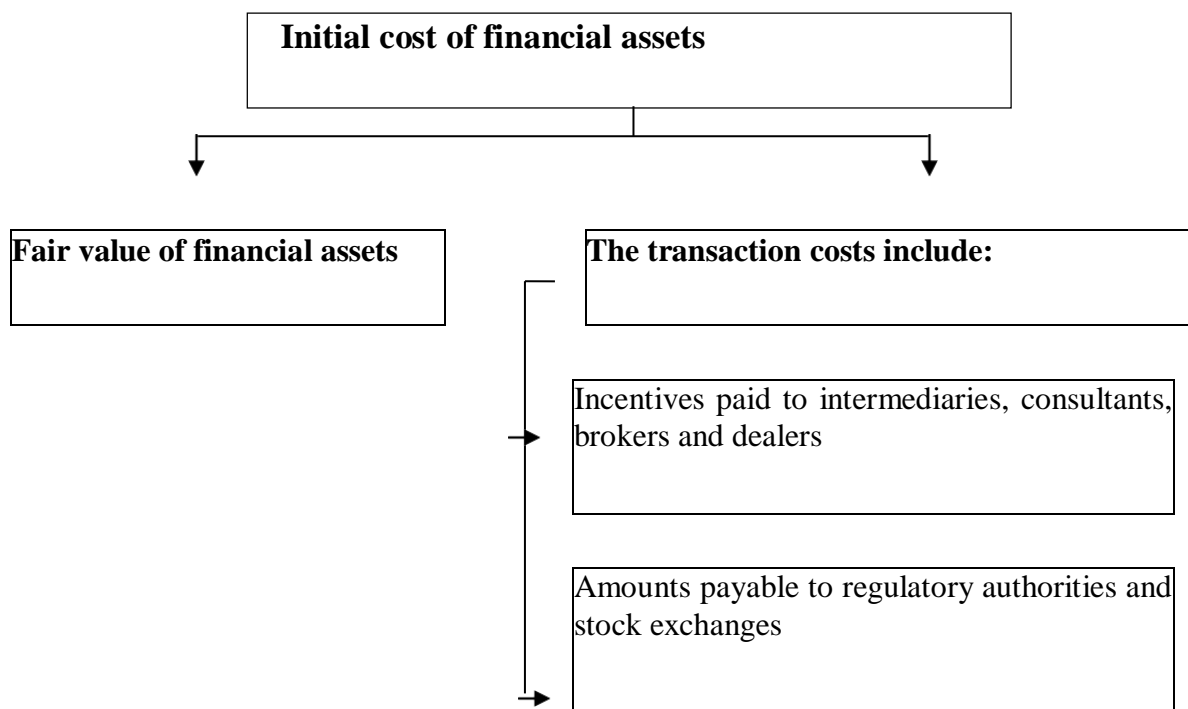 Initial cost of financial assets
Fair value of financial assets
The transaction costs include:
Incentives paid to intermediaries, consultants,
brokers and dealers
Amounts payable to regulatory authorities and
stock exchanges